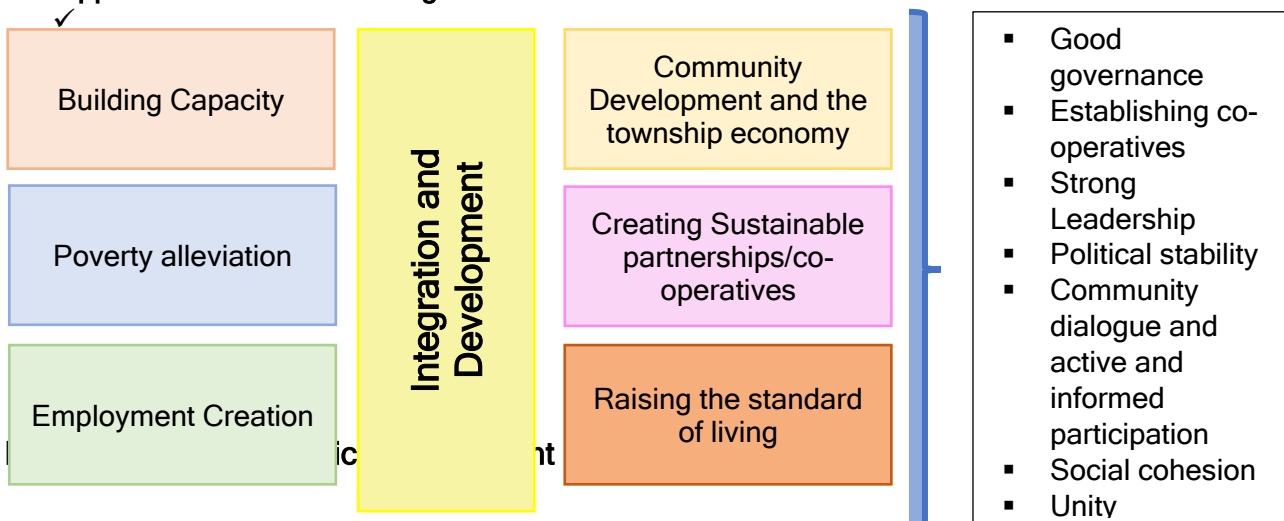 ✓
Building Capacity
Poverty alleviation
Employment Creation
Integration and
Development
Community
Development and the
township economy
Creating Sustainable
partnerships/co-
operatives
Raising the standard
of living
▪ Good
governance
▪ Establishing co-
operatives
▪ Strong
Leadership
▪ Political stability
▪ Community
dialogue and
active and
informed
participation
▪ Social cohesion
▪ Unity